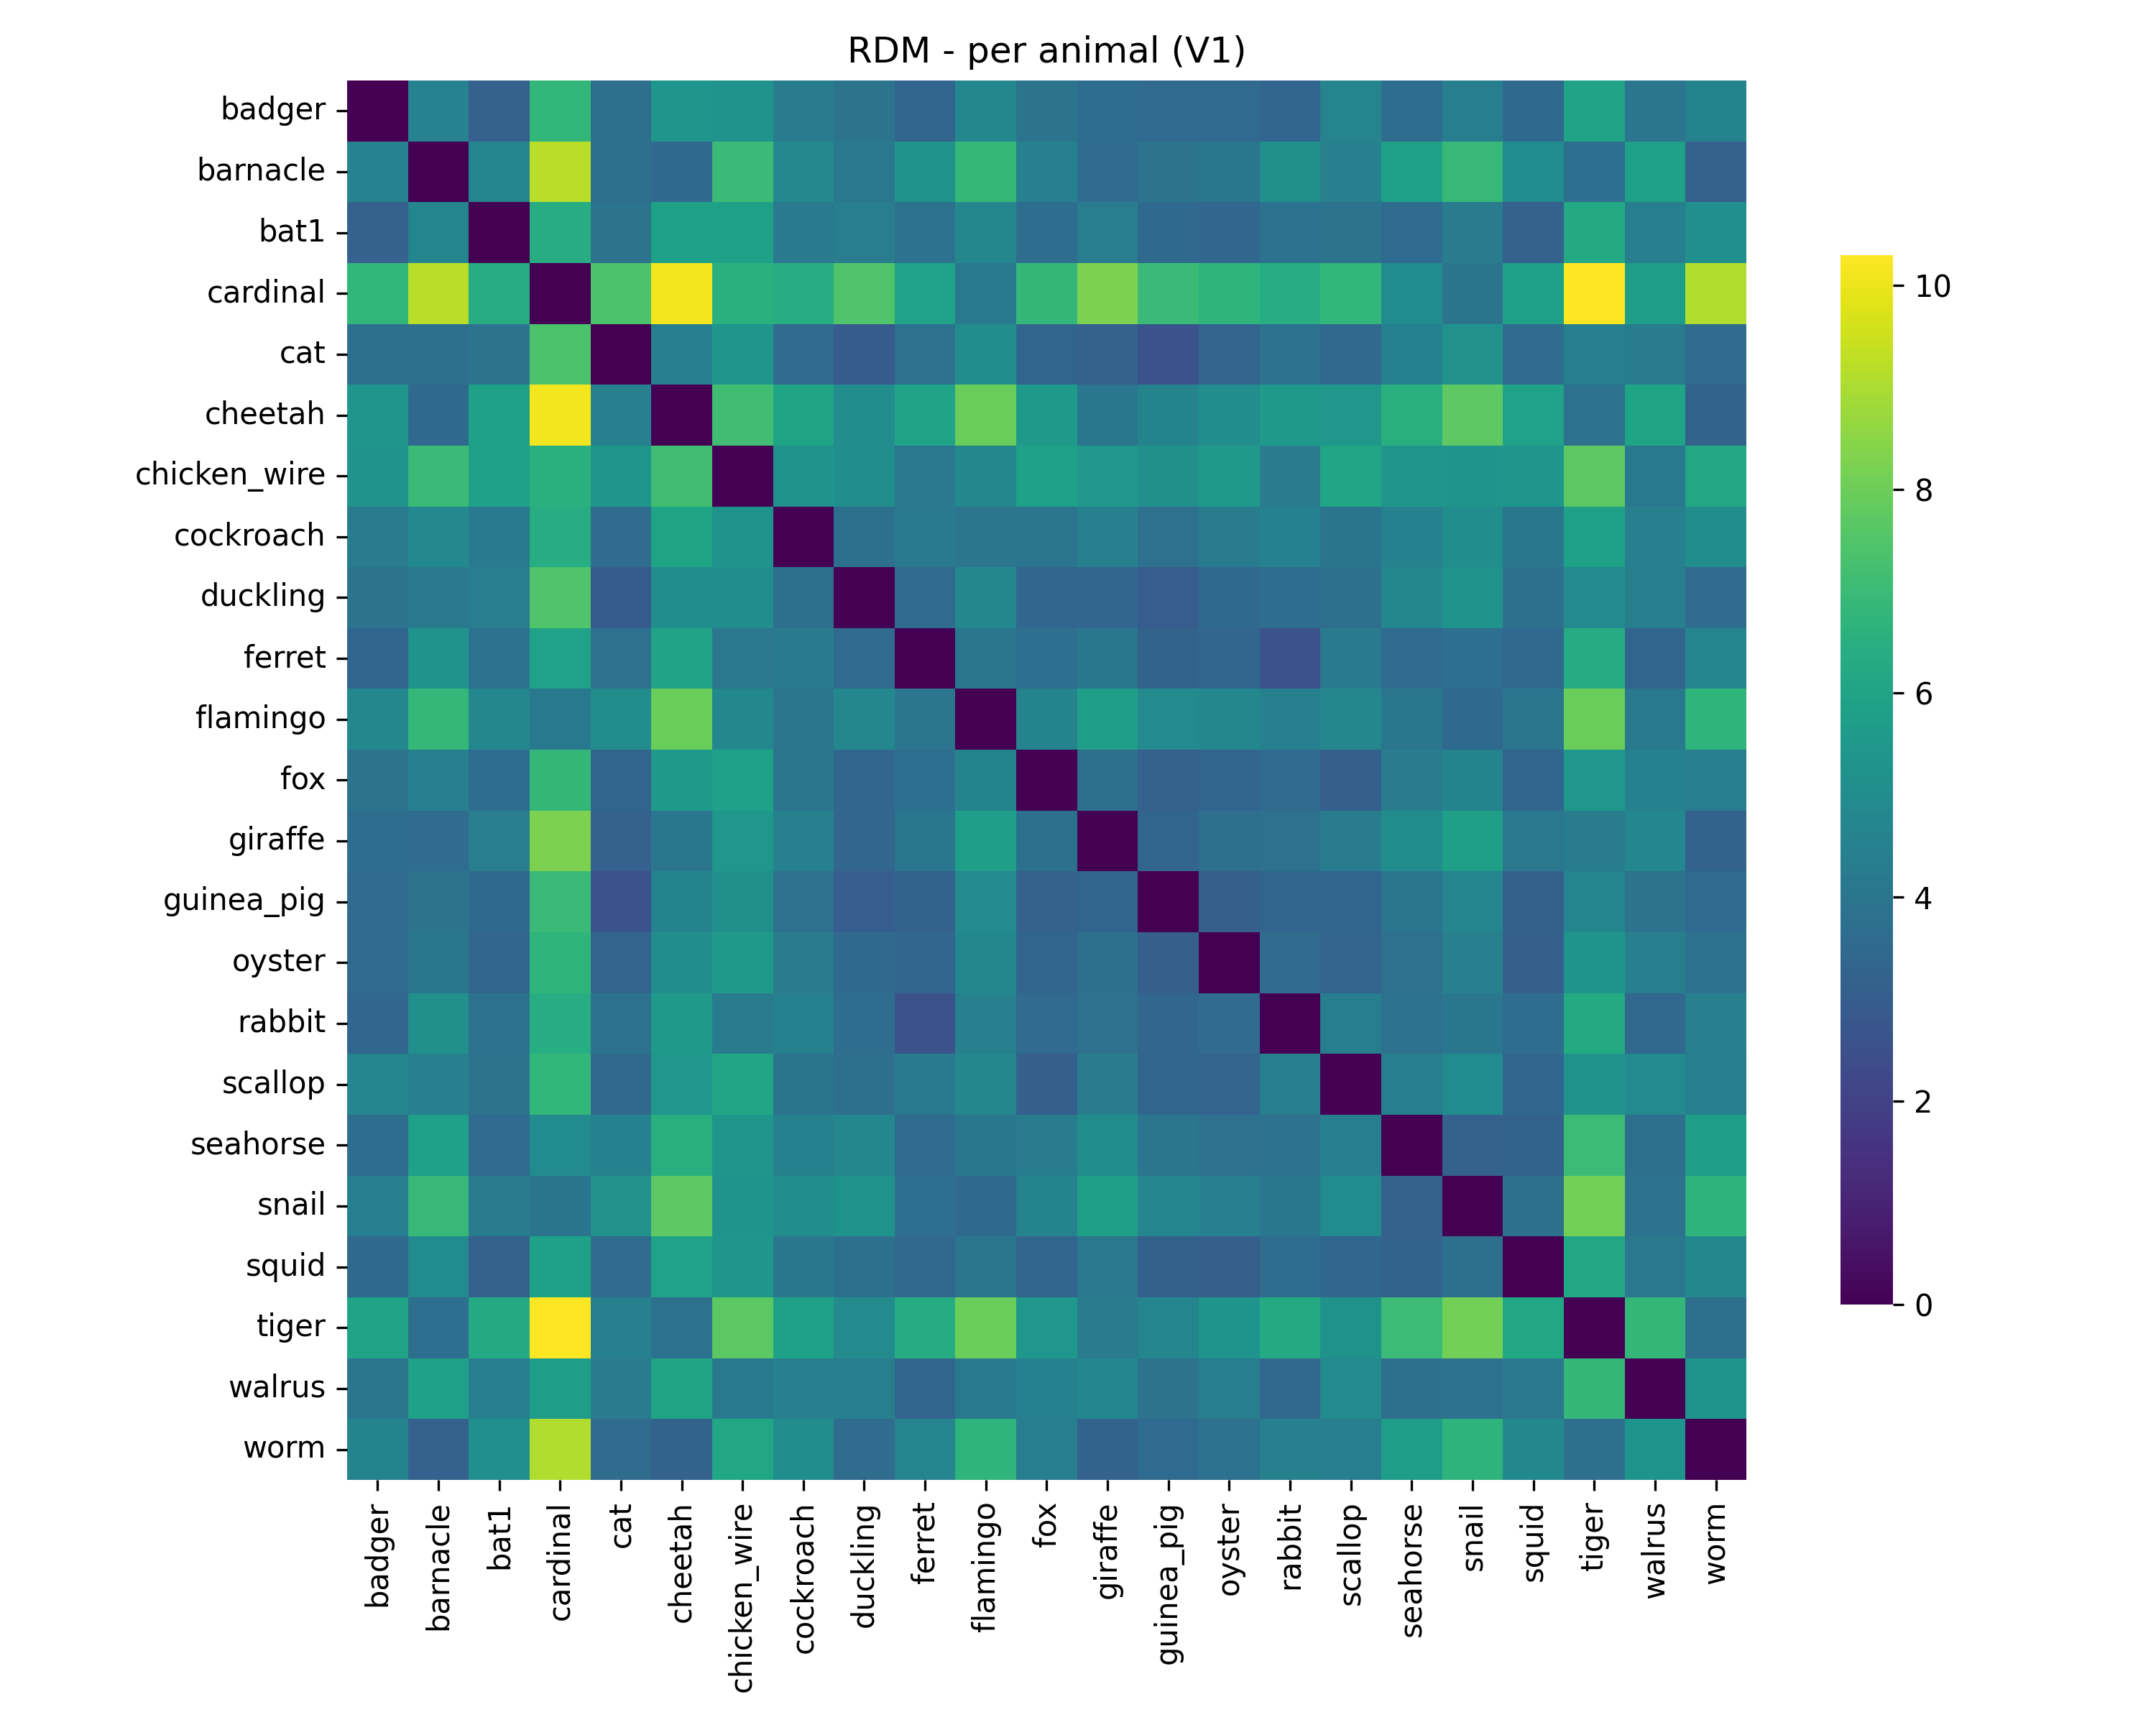 RDM - per animal (V1)
badger
barnacle
bat1
cardinal
cat
cheetah
chicken_wire
cockroach
duckling
ferret
flamingo
fox
giraffe
guinea_pig
oyster
rabbit
scallop
seahorse
snail
squid
tiger
walrus
worm
badger
barnacle
bat1
cardinal
cat
cheetah
chicken_wire
cockroach
duckling
ferret
flamingo
fox
giraffe
guinea_pig
oyster
rabbit
scallop
seahorse
snail
squid
tiger
walrus
worm
10
8
6
4
2
0